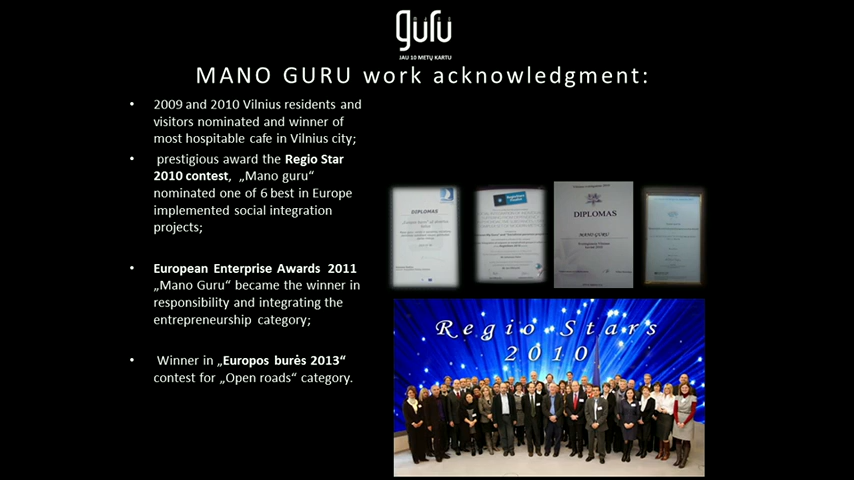 guru
JAU 10 METŲ KARTU
MANO GURU work acknowledgment:
• 2009 and 2010 Vilnius residents and
visitors nominated and winner of
most hospitable cafe in Vilnius city;
• prestigious award the Regio Star
2010 contest, „Mano guru“
nominated one of 6 best in Europe
implemented social integration
projects;
• European Enterprise Awards 2011
„Mano Guru“ became the winner in
responsibility and integrating the
entrepreneurship category;
• Winner in „Europos burės 2013“
contest for „Open roads“ category.
DIPLOMAS
DIPLOMAS
MANO GURU
Regio Stars
2010